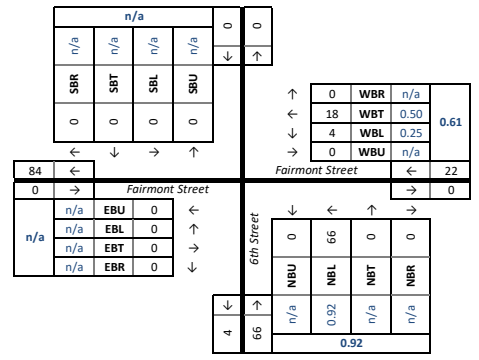 n/a
0 0
n/a n/a n/a n/a
↓ ↑
SBR SBT SBL SBU
0 0 0 0
← ↓ → ↑
↑ 0 WBR n/a
← 18 WBT 0.50
↓ 4 WBL 0.25
→ 0 WBU n/a
0.61
84 ←
Fairmont Street
← 22
0 →
Fairmont Street
→ 0
n/a
n/a EBU 0 ←
n/a EBL 0 ↑
n/a EBT 0 →
n/a EBR 0 ↓
6th Street
↓ ← ↑ →
0 66 0 0
NBU NBL NBT NBR
n/a 0.92 n/a n/a
↓ ↑
4 66
0.92